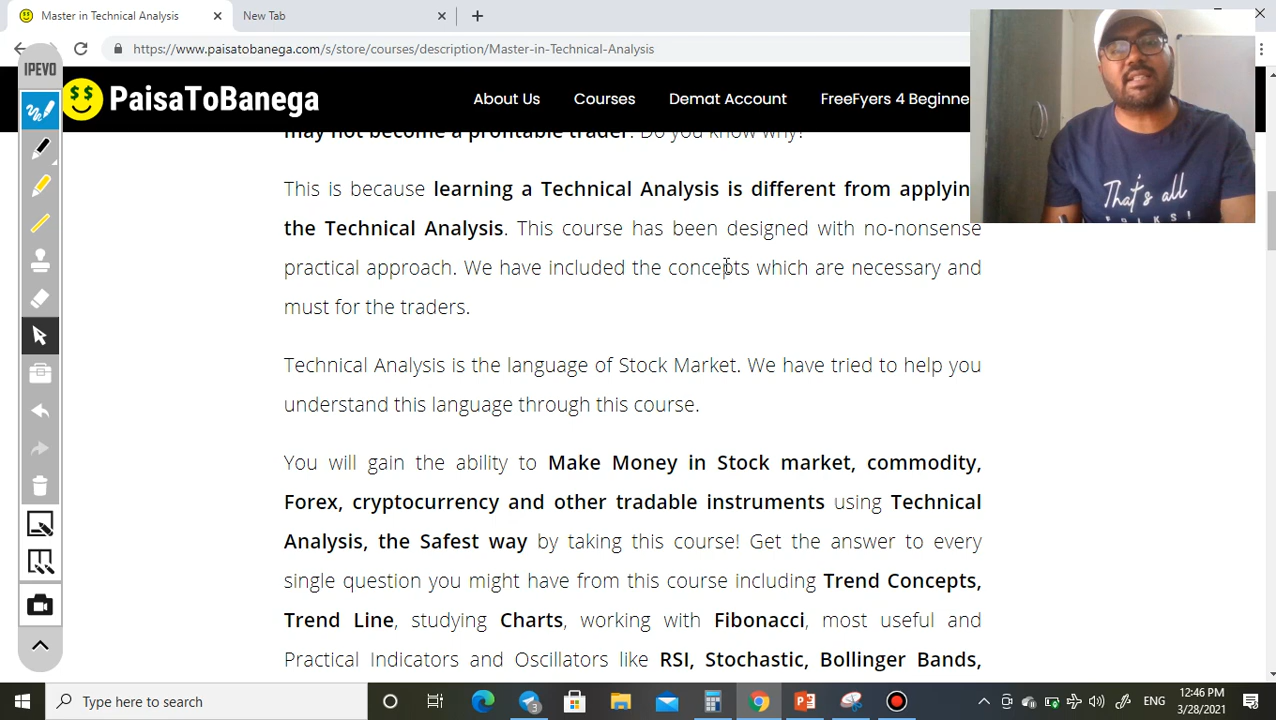 Master in Technical Analysis
New Tab
https://www.paisatobanega.com/s/store/courses/description/Master-in-Technical-Analysis
IPEVO
$$
PaisaToBanega
About Us
Courses
Demat Account
FreeFyers 4 Beginne
may not become a profitable trader. Do you know why?
This is because learning a Technical Analysis is different from applyin
the Technical Analysis. This course has been designed with no-nonsense
practical approach. We have included the concepts which are necessary and
must for the traders.
Technical Analysis is the language of Stock Market. We have tried to help you
understand this language through this course.
You will gain the ability to Make Money in Stock market, commodity,
Forex, cryptocurrency and other tradable instruments using Technical
Analysis, the Safest way by taking this course! Get the answer to every
single question you might have from this course including Trend Concepts,
Trend Line, studying Charts, working with Fibonacci, most useful and
Practical Indicators and Oscillators like RSI, Stochastic, Bollinger Bands,
That's all
Type here to search
ENG
12:46 PM
3/28/2021